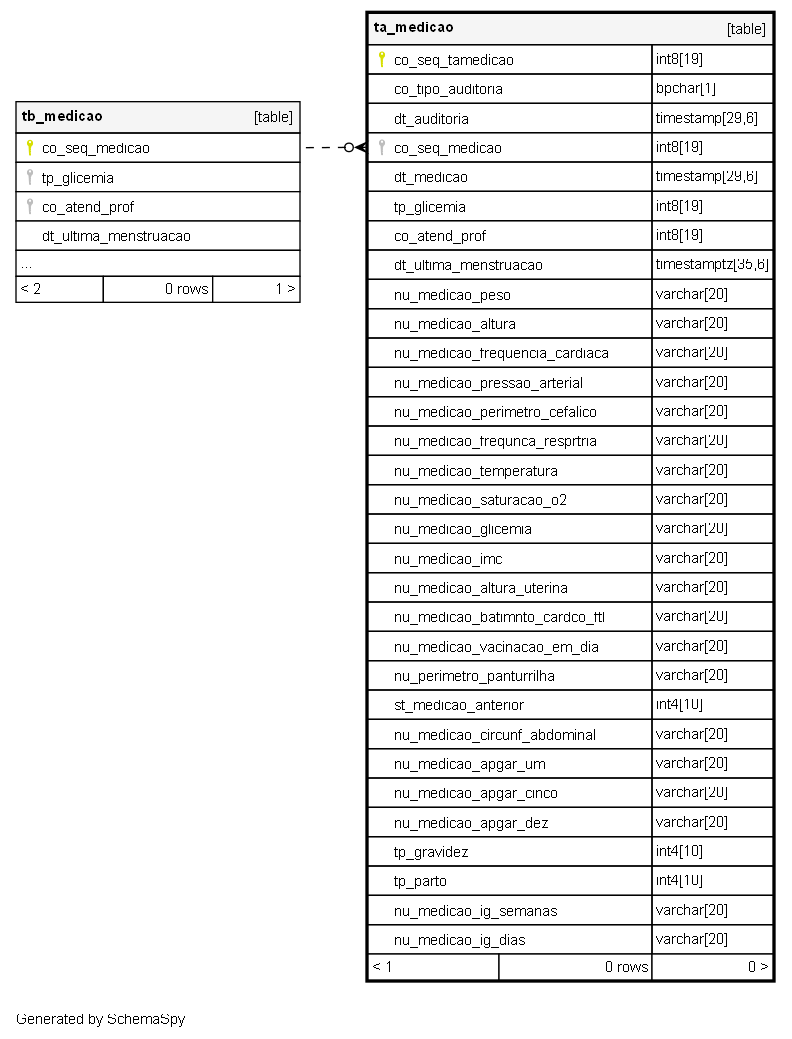 ta_medicao [table]
co_seq_tamedicao int8[19]
co_tipo_auditoria bpchar[1]
dt_auditoria timestamp[29,6]
co_seq_medicao int8[19]
dt_medicao timestamp[29,6]
tp_glicemia int8[19]
co_atend_prof int8[19]
dt_ultima_menstruacao timestamptz[35,6]
nu_medicao_peso varchar[20]
nu_medicao_altura varchar[20]
nu_medicao_frequencia_cardiaca varchar[20]
nu_medicao_pressao_arterial varchar[20]
nu_medicao_perimetro_cefalico varchar[20]
nu_medicao_frequnca_resprtria varchar[20]
nu_medicao_temperatura varchar[20]
nu_medicao_saturacao_o2 varchar[20]
nu_medicao_glicemia varchar[20]
nu_medicao_imc varchar[20]
nu_medicao_altura_uterina varchar[20]
nu_medicao_batimnto_cardco_ftl varchar[20]
nu_medicao_vacinacao_em_dia varchar[20]
nu_perimetro_panturrilha varchar[20]
st_medicao_anterior int4[10]
nu_medicao_circunf_abdominal varchar[20]
nu_medicao_apgar_um varchar[20]
nu_medicao_apgar_cinco varchar[20]
nu_medicao_apgar_dez varchar[20]
tp_gravidez int4[10]
tp_parto int4[10]
nu_medicao_ig_semanas varchar[20]
nu_medicao_ig_dias varchar[20]
< 1 0 rows 0 >
tb_medicao [table]
co_seq_medicao
tp_glicemia
co_atend_prof
dt_ultima_menstruacao
...
< 2 0 rows 1 >
Generated by SchemaSpy